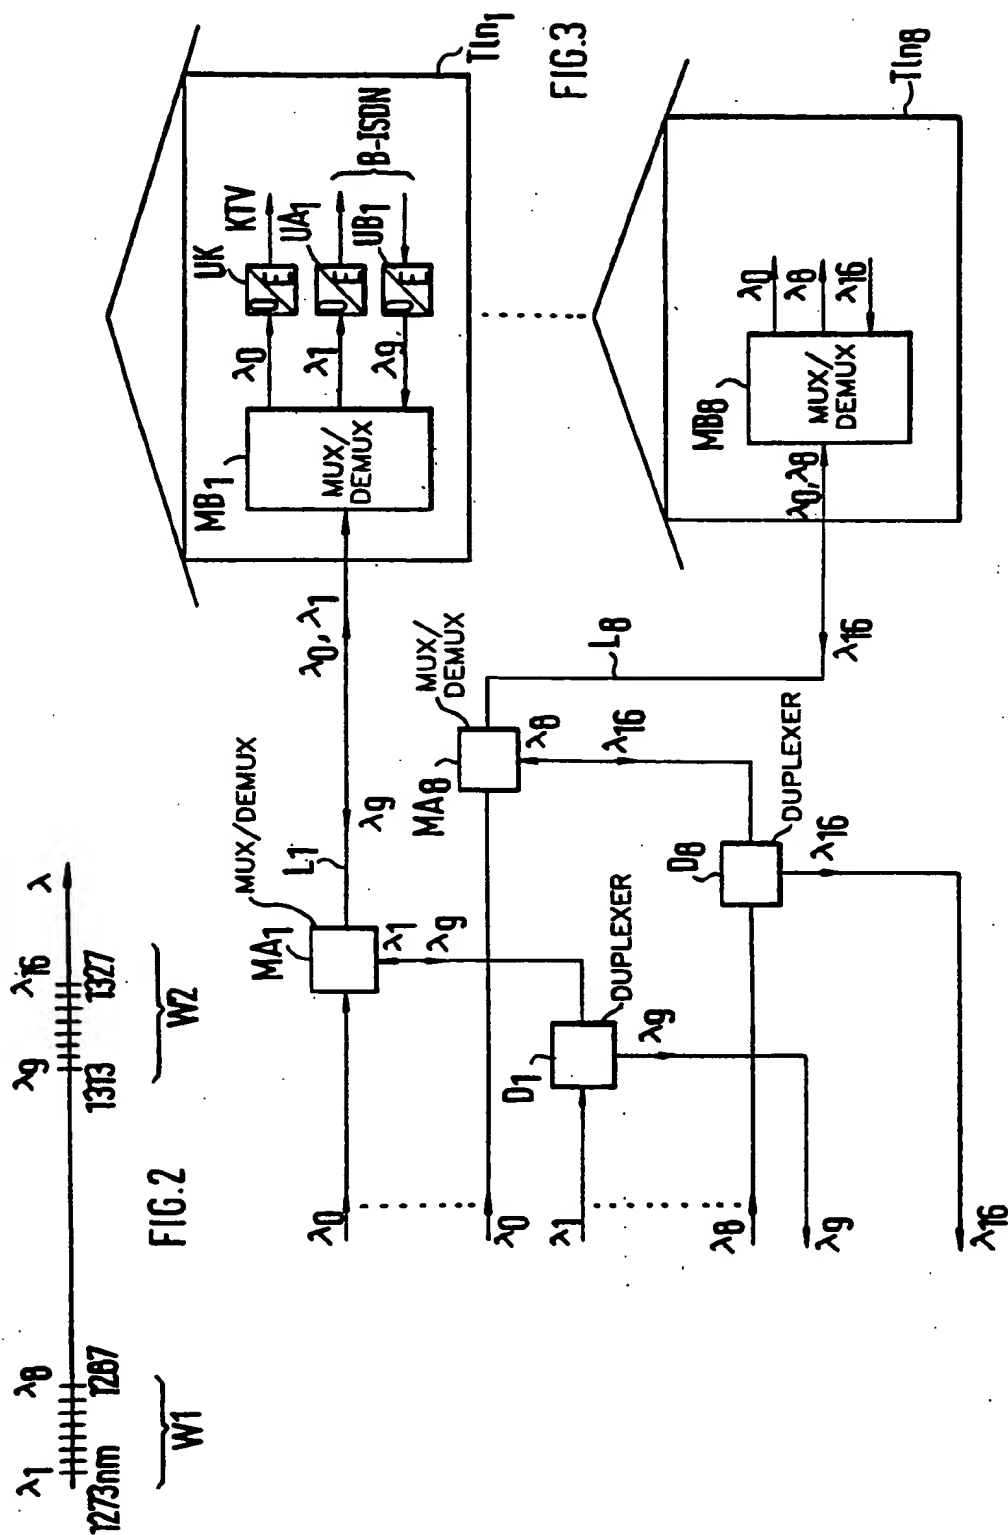 λ1 λ8 λ9 λ16 λ
1273nm 1287 1313 1327
W1 W2
FIG.2
λ0
MA1
MUX/DEMUX
L1
λ9
λ0, λ1
λ1
λ9
MB1
MUX/
DEMUX
λ0
λ1
λ9
UK
KTV
O
E
UA1
O
E
B-ISDN
UB1
O
E
Tln1
FIG.3
λ0
MA8
MUX/
DEMUX
λ8
λ16
L8
λ1
D1
DUPLEXER
λ9
λ8
D8
DUPLEXER
λ16
λ9
λ16
λ16
λ0, λ8
MB8
MUX/
DEMUX
λ0
λ8
λ16
Tln8